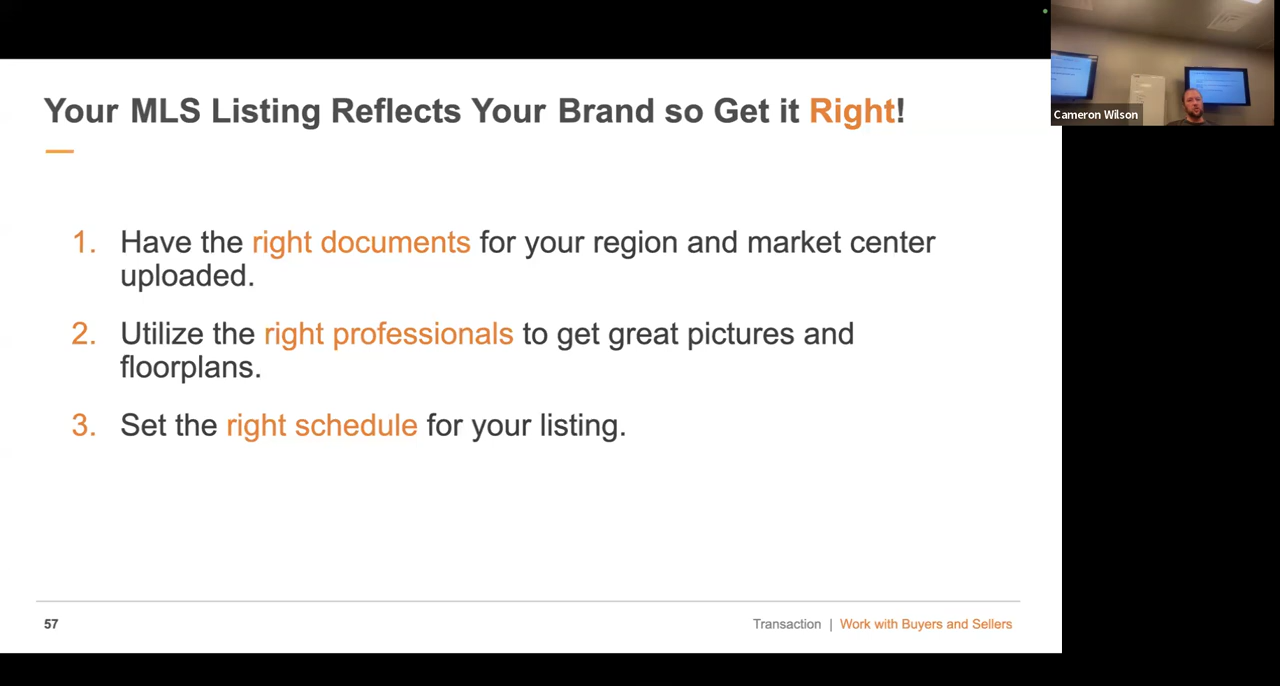 Your MLS Listing Reflects Your Brand so Get it Right!
1. Have the right documents for your region and market center
uploaded.
2. Utilize the right professionals to get great pictures and
floorplans.
3. Set the right schedule for your listing.
57
Transaction | Work with Buyers and Sellers
Cameron Wilson